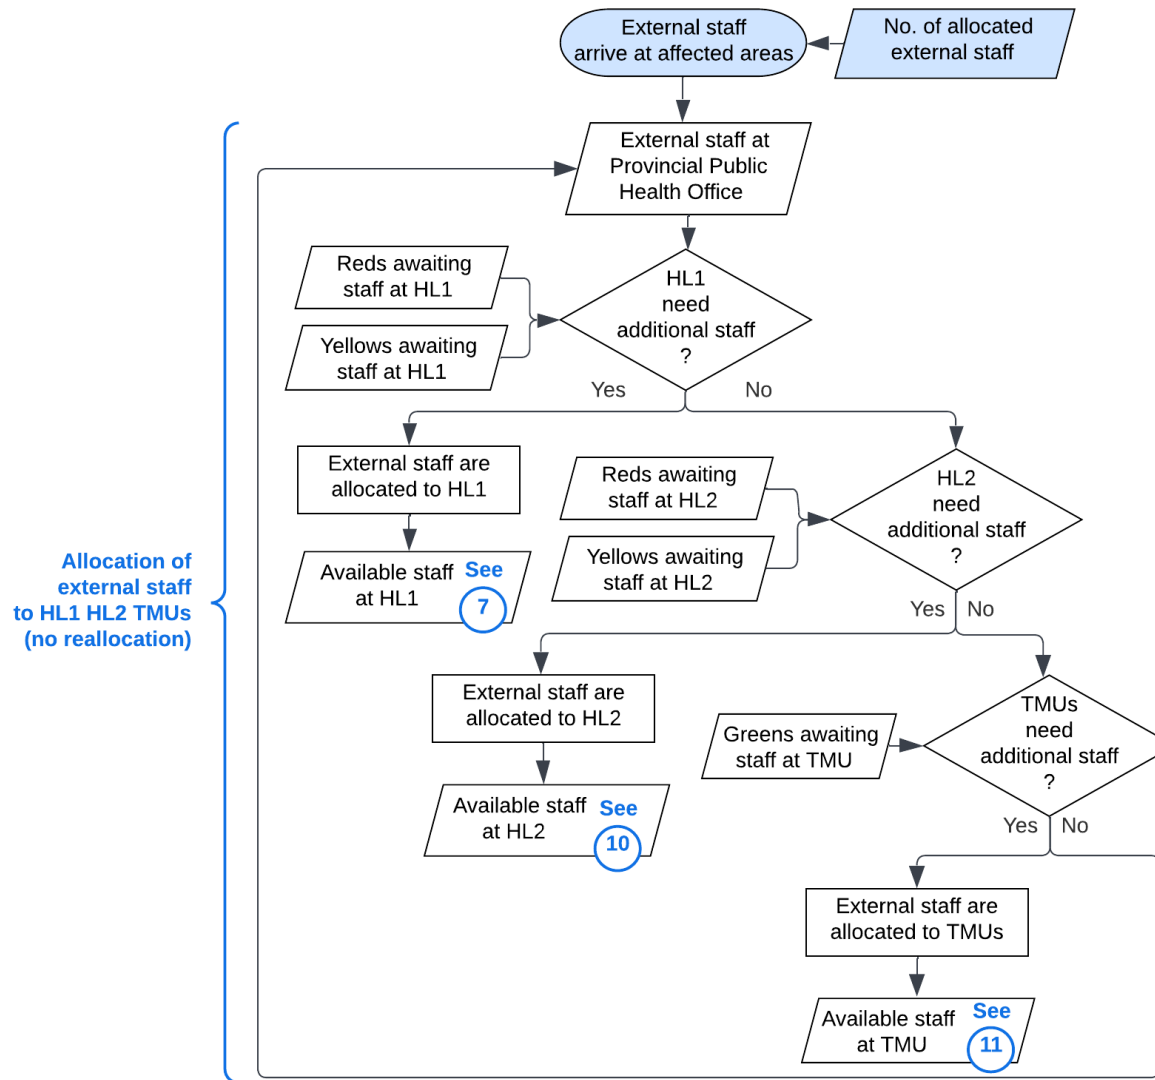 External staff
arrive at affected areas
No. of allocated
external staff
External staff at
Provincial Public
Health Office
Reds awaiting
staff at HL1
Yellows awaiting
staff at HL1
HL1
need
additional staff
?
Yes
No
External staff are
allocated to HL1
Available staff
at HL1
See
7
Reds awaiting
staff at HL2
Yellows awaiting
staff at HL2
HL2
need
additional staff
?
Yes
No
Allocation of
external staff
to HL1 HL2 TMUs
(no reallocation)
External staff are
allocated to HL2
Available staff
at HL2
See
10
Greens awaiting
staff at TMU
TMUs
need
additional staff
?
Yes
No
External staff are
allocated to TMUs
Available staff
at TMU
See
11